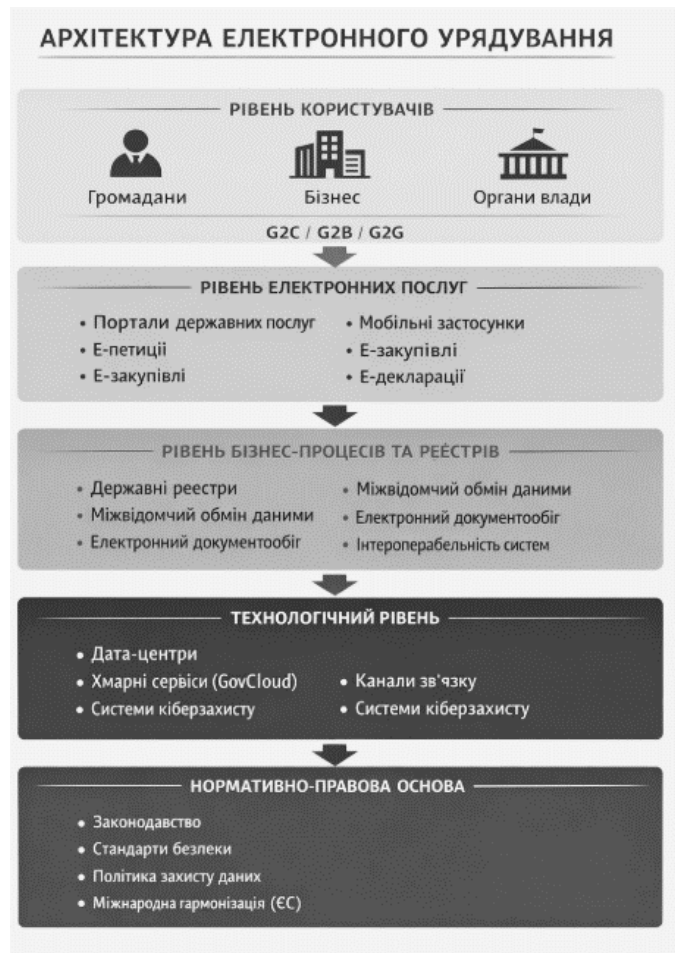 АРХІТЕКТУРА ЕЛЕКТРОННОГО УРЯДУВАННЯ
РІВЕНЬ КОРИСТУВАЧІВ
Громадани
Бізнес
Органи влади
G2C / G2B / G2G
РІВЕНЬ ЕЛЕКТРОННИХ ПОСЛУГ
• Портали державних послуг
• Е-петиції
• Е-закупівлі
• Мобільні застосунки
• Е-закупівлі
• Е-декларації
РІВЕНЬ БІЗНЕС-ПРОЦЕСІВ ТА РЕЄСТРІВ
• Державні реестри
• Міжвідомчий обмін даними
• Електронний документообіг
• Міжвідомчий обмін даними
• Електронний документообіг
• Інтероперабельність систем
ТЕХНОЛОГІЧНИЙ РІВЕНЬ
• Дата-центри
• Хмарні сервіси (GovCloud)
• Системи кіберзахисту
• Канали зв'язку
• Системи кіберзахисту
НОРМАТИВНО-ПРАВОВА ОСНОВА
• Законодавство
• Стандарти безлеки
• Політика захисту даних
• Міжнародна гармонізація (ЄС)